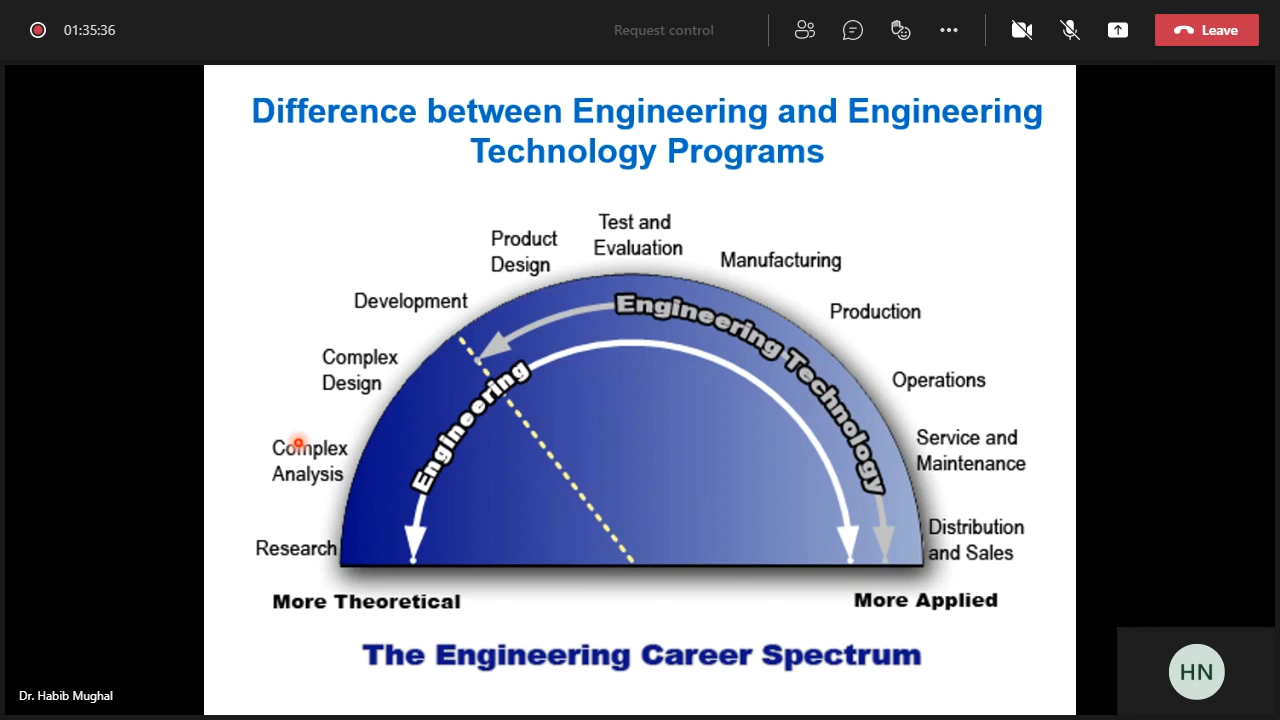 01:35:36
Request control
Leave
Difference between Engineering and Engineering
Technology Programs
Test and
Evaluation
Product
Design
Manufacturing
Development
Production
Complex
Design
Operations
Complex
Analysis
Service and
Maintenance
Research
Distribution
and Sales
Engineering
Engineering Technology
More Theoretical
More Applied
The Engineering Career Spectrum
Dr. Habib Mughal
HN